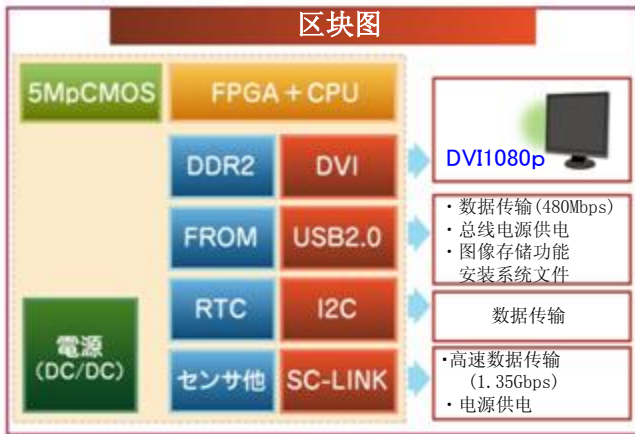 区块图
5MpCMOS
FPGA+CPU
DDR2
DVI
DVI1080p
FROM
USB2.0
・数据传输(480Mbps)
・总线电源供电
・图像存储功能
安装系统文件
RTC
I2C
数据传输
電源
(DC/DC)
センサ他
SC-LINK
・高速数据传输
(1.35Gbps)
・电源供电